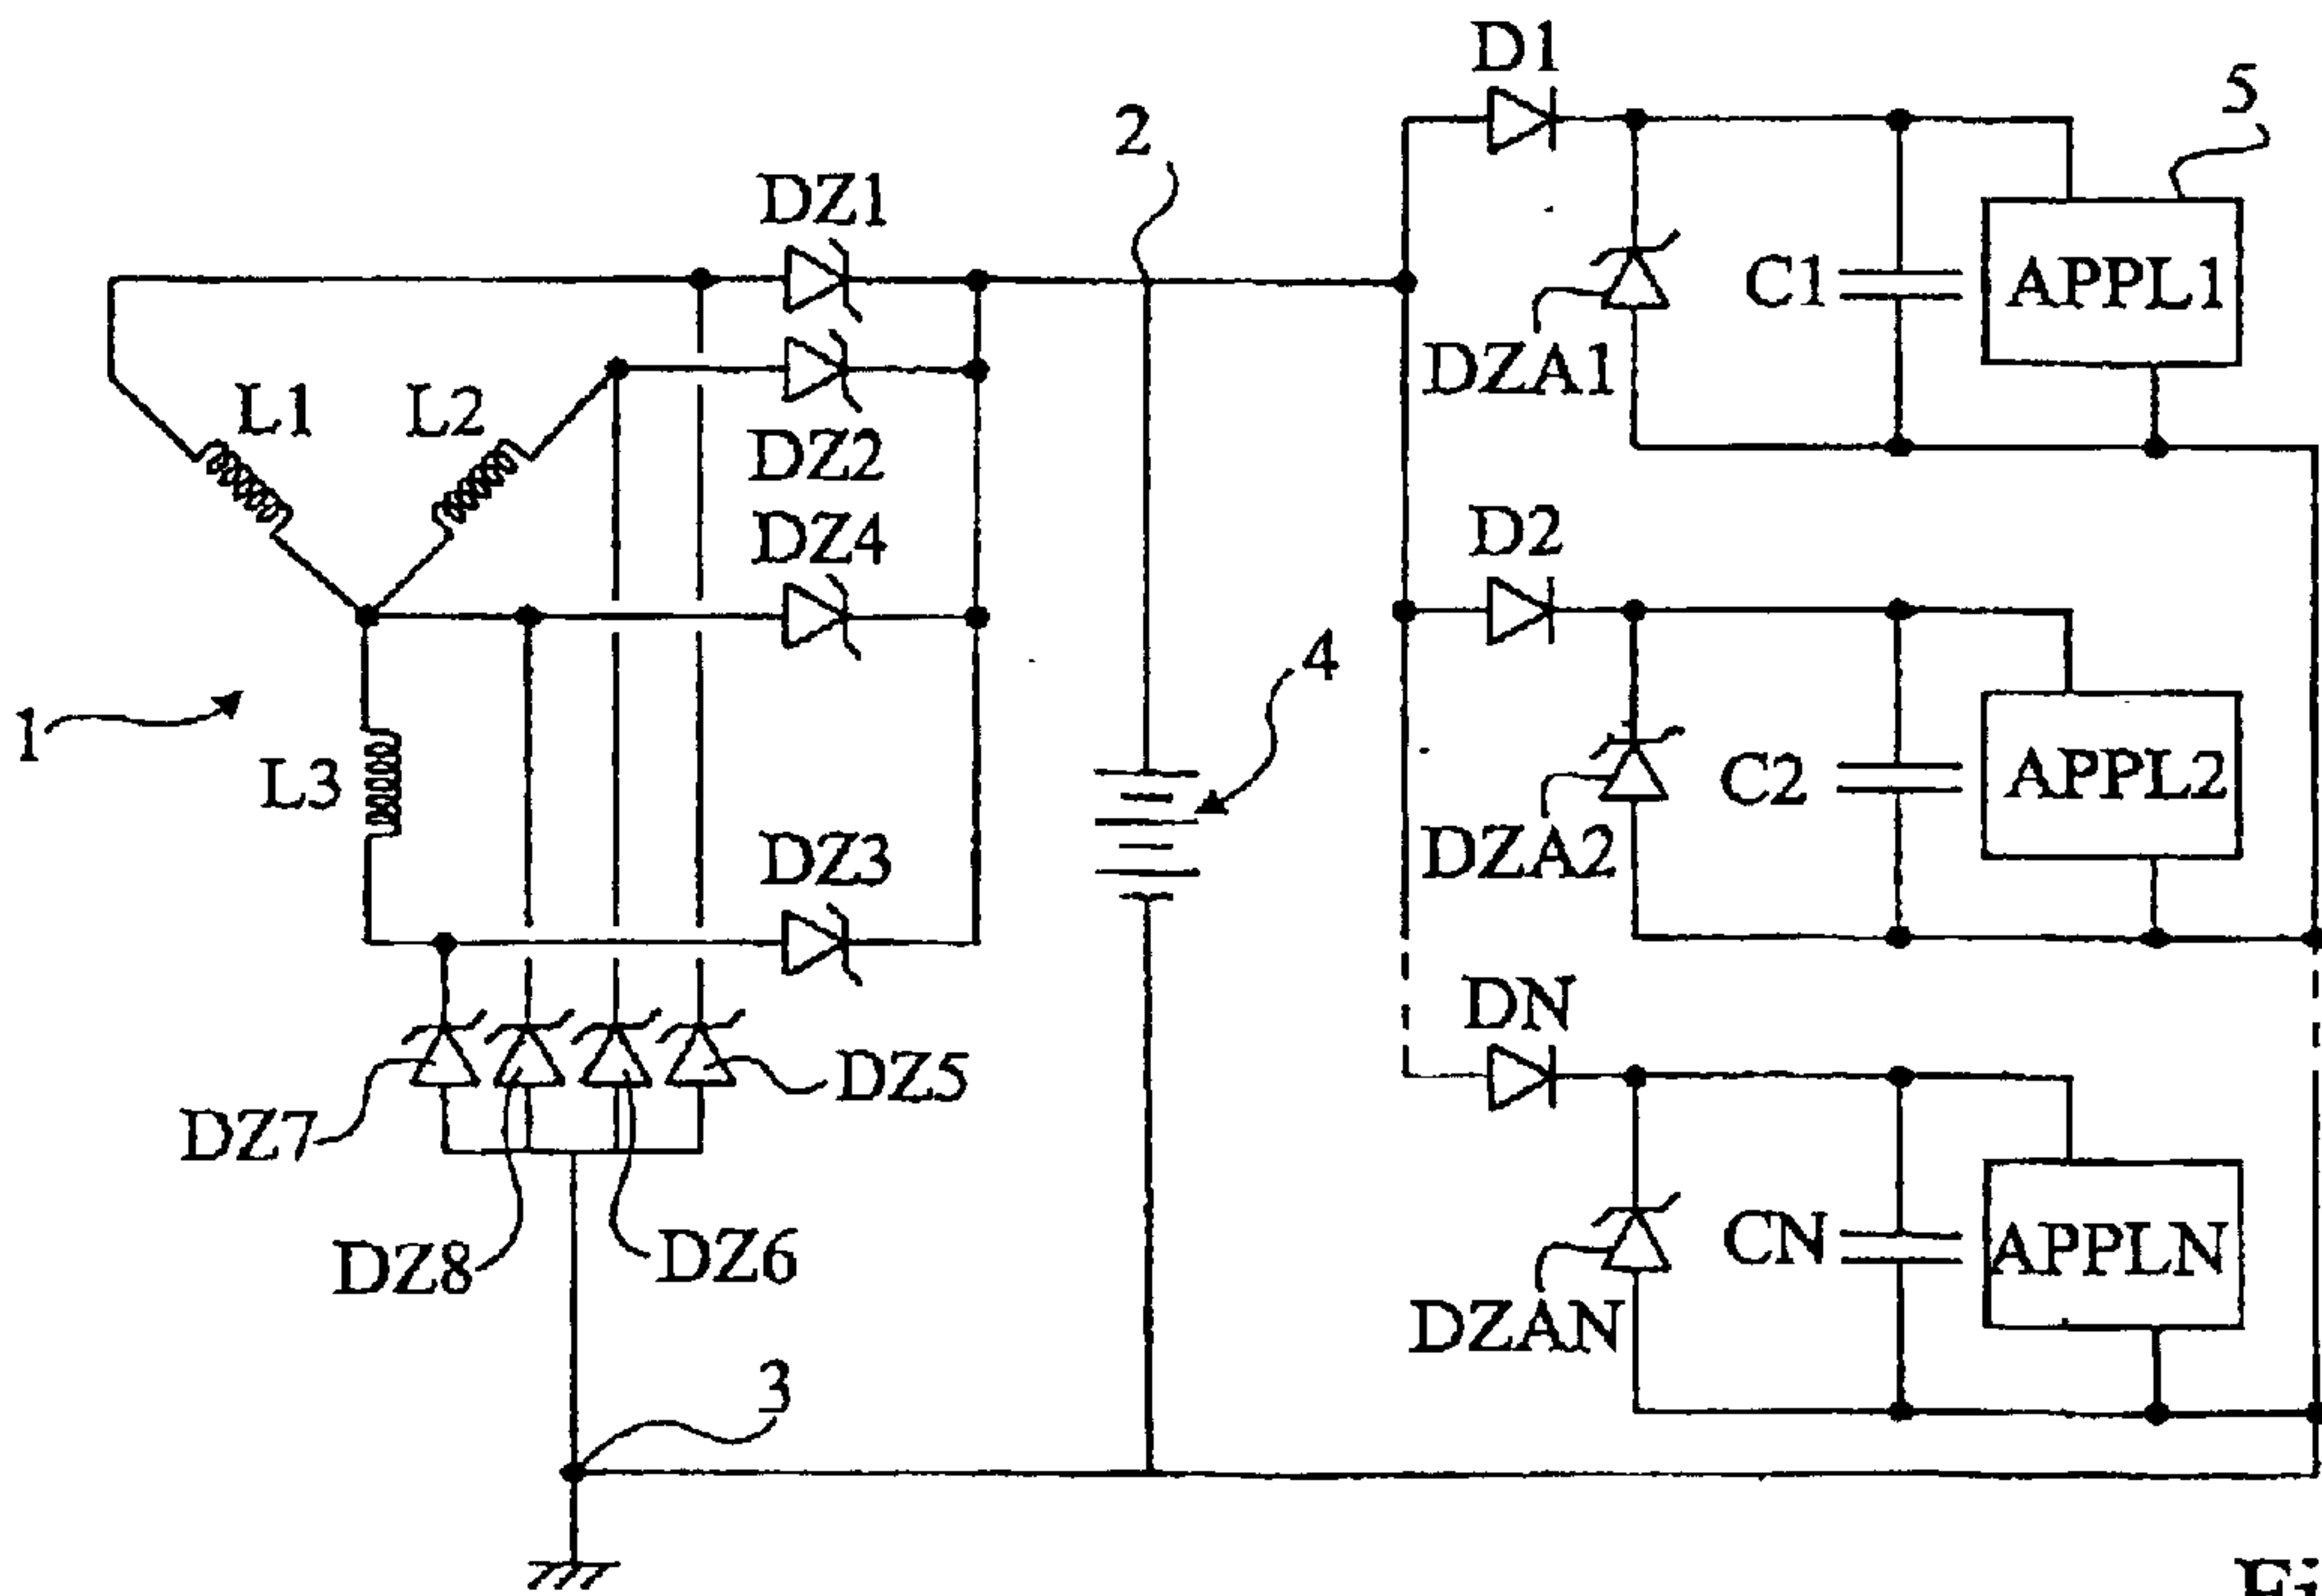 D1
5
2
DZ1
C1
APPL1
DZA1
L1
L2
DZ2
DZ4
D2
4
1
L3
C2
APPL2
DZA2
DZ3
DN
DZ5
DZ7
CN
APPLN
DZ8
DZ6
DZAN
3